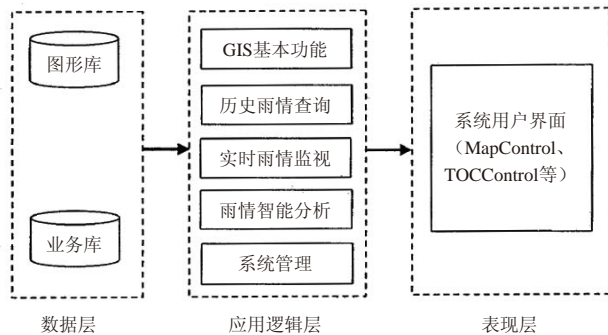 图形库
业务库
数据层
GIS基本功能
历史雨情查询
实时雨情监视
雨情智能分析
系统管理
应用逻辑层
系统用户界面
（MapControl、
TOCControl等）
表现层